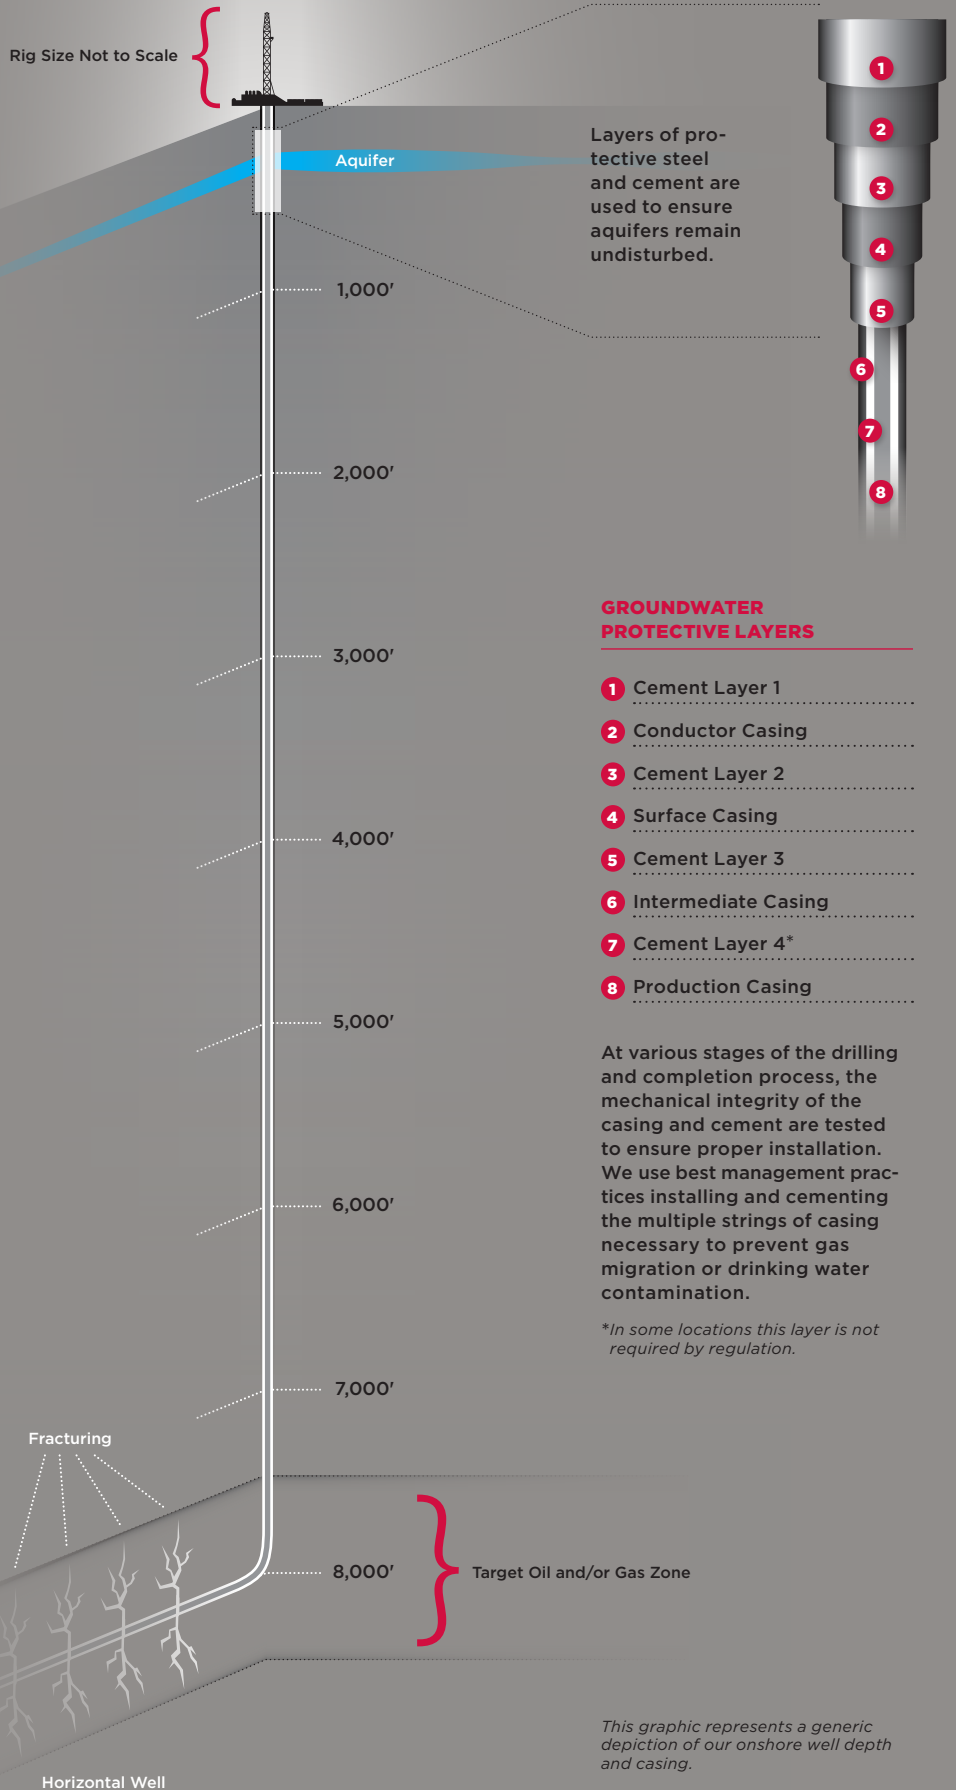 Rig Size Not to Scale
Aquifer
Layers of pro-
tective steel
and cement are
used to ensure
aquifers remain
undisturbed.
1
2
3
4
5
6
7
8
1,000'
2,000'
3,000'
4,000'
5,000'
6,000'
7,000'
8,000'
GROUNDWATER
PROTECTIVE LAYERS
1 Cement Layer 1
2 Conductor Casing
3 Cement Layer 2
4 Surface Casing
5 Cement Layer 3
6 Intermediate Casing
7 Cement Layer 4*
8 Production Casing
At various stages of the drilling
and completion process, the
mechanical integrity of the
casing and cement are tested
to ensure proper installation.
We use best management prac-
tices installing and cementing
the multiple strings of casing
necessary to prevent gas
migration or drinking water
contamination.
*In some locations this layer is not
required by regulation.
Fracturing
Target Oil and/or Gas Zone
This graphic represents a generic
depiction of our onshore well depth
and casing.
Horizontal Well